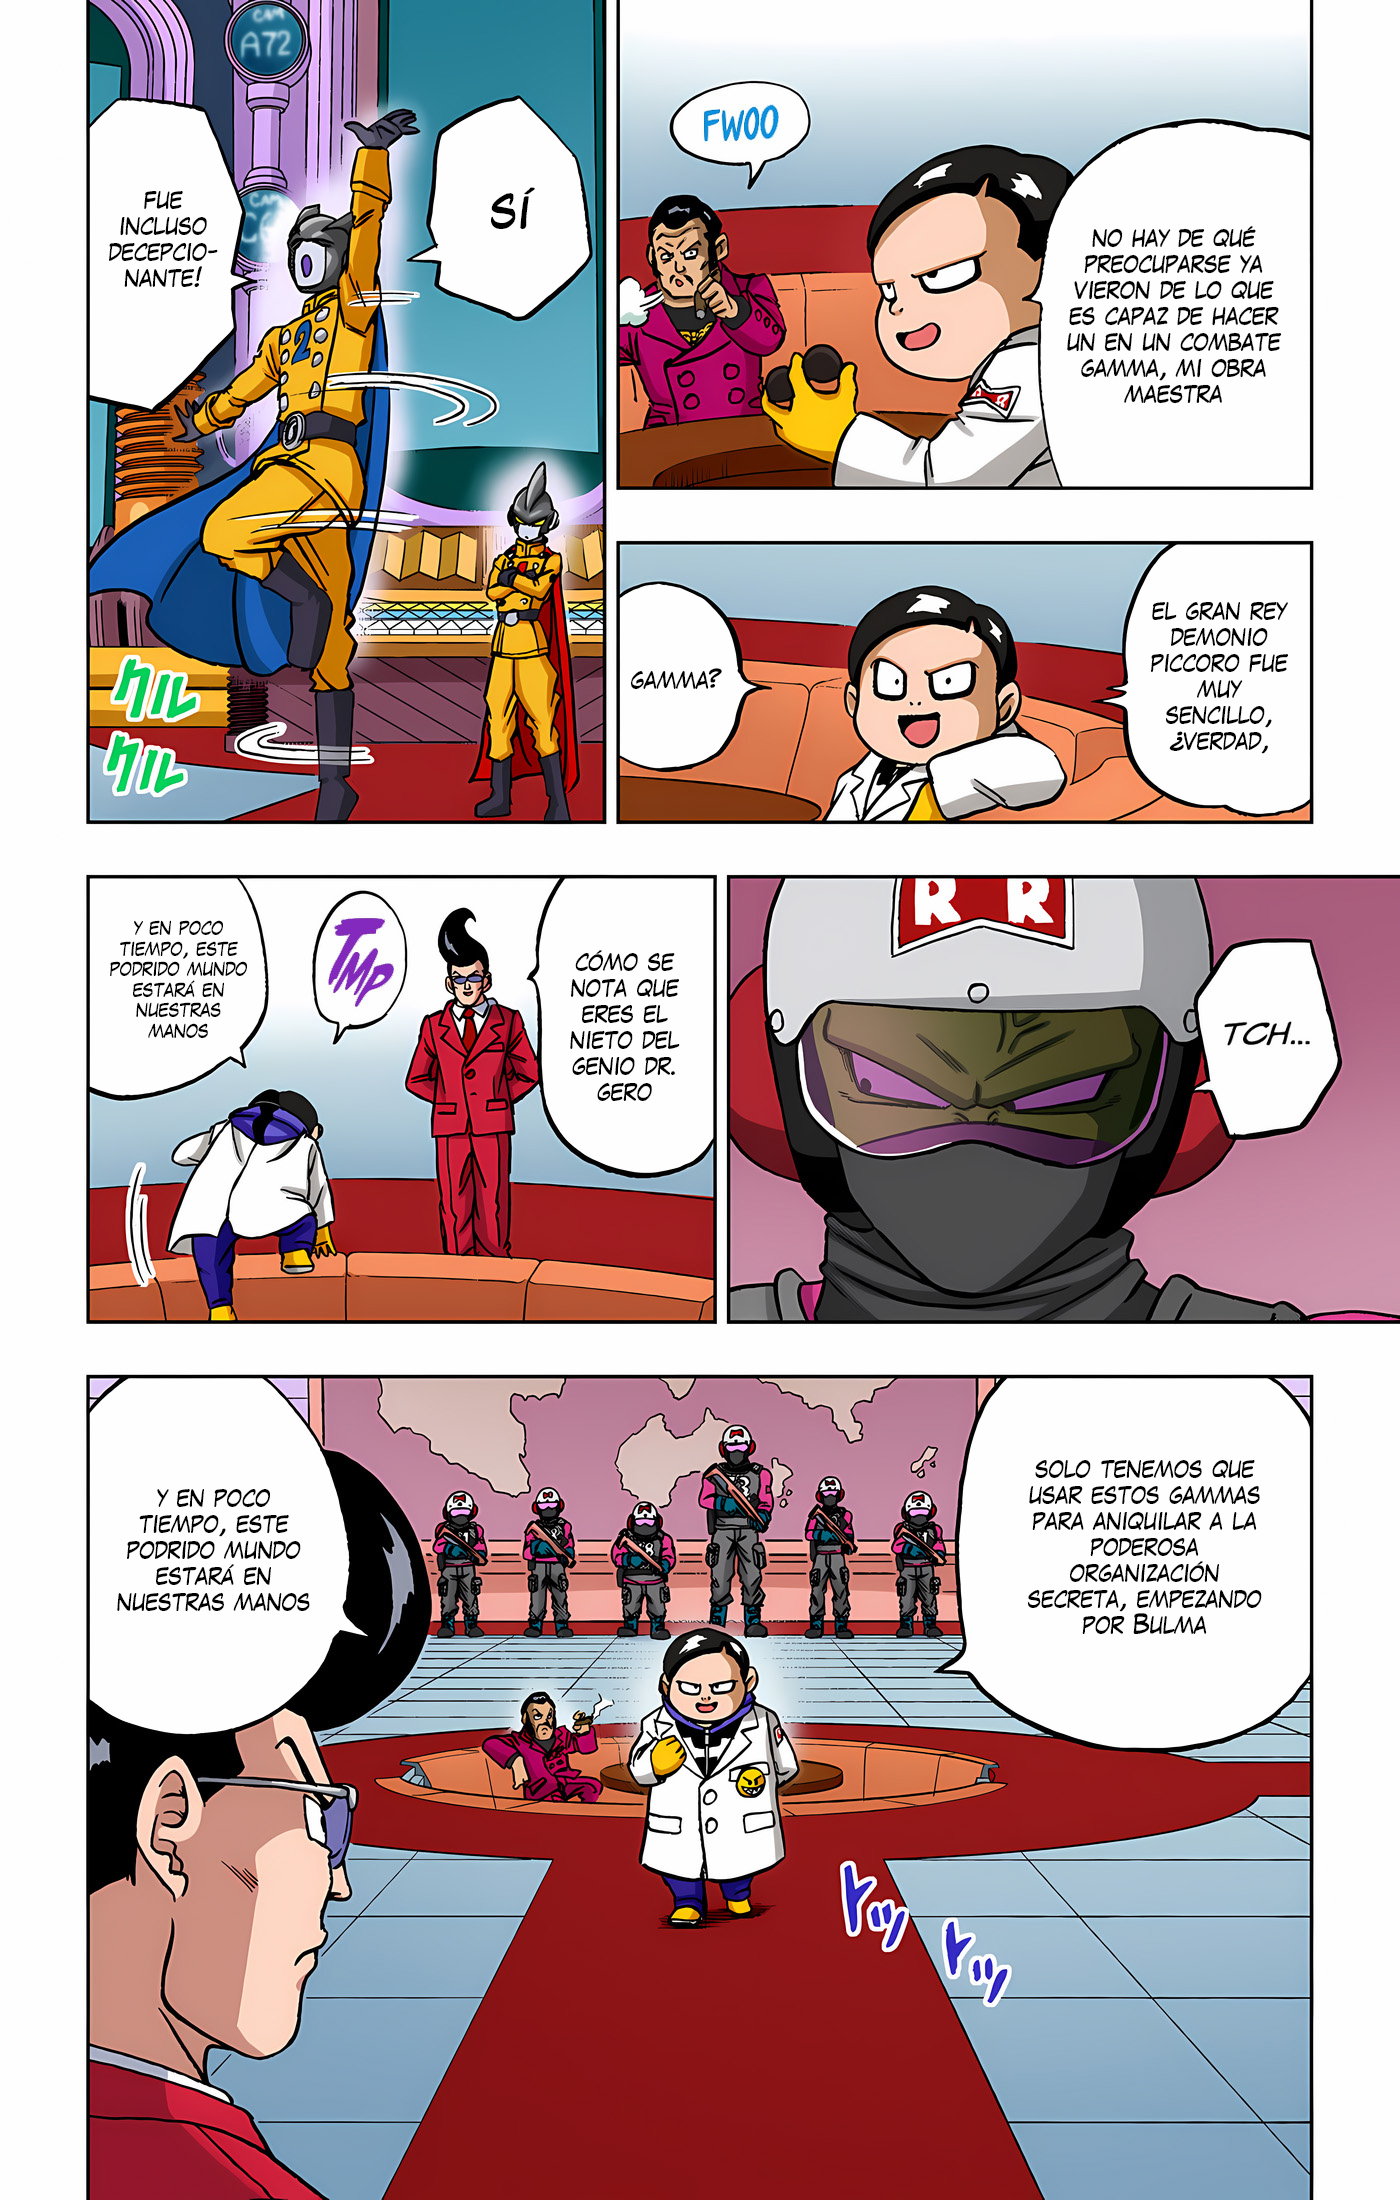 FWOO
NO HAY DE QUÉ
PREOCUPARSE YA
VIERON DE LO QUE
ES CAPAZ DE HACER
UN EN UN COMBATE
GAMMA, MI OBRA
MAESTRA
CAM
A72
CAM
SÍ
FUE
INCLUSO
DECEPCIO-
NANTE!
2
クル
クル
EL GRAN REY
DEMONIO
PICCORO FUE
MUY
SENCILLO,
¿VERDAD,
GAMMA?
R R
TCH...
CÓMO SE
NOTA QUE
ERES EL
NIETO DEL
GENIO DR.
GERO
TMP
Y EN POCO
TIEMPO, ESTE
PODRIDO MUNDO
ESTARÁ EN
NUESTRAS
MANOS
SOLO TENEMOS QUE
USAR ESTOS GAMMAS
PARA ANIQUILAR A LA
PODEROSA
ORGANIZACIÓN
SECRETA, EMPEZANDO
POR BULMA
Y EN POCO
TIEMPO, ESTE
PODRIDO MUNDO
ESTARÁ EN
NUESTRAS MANOS
トッ
トッ